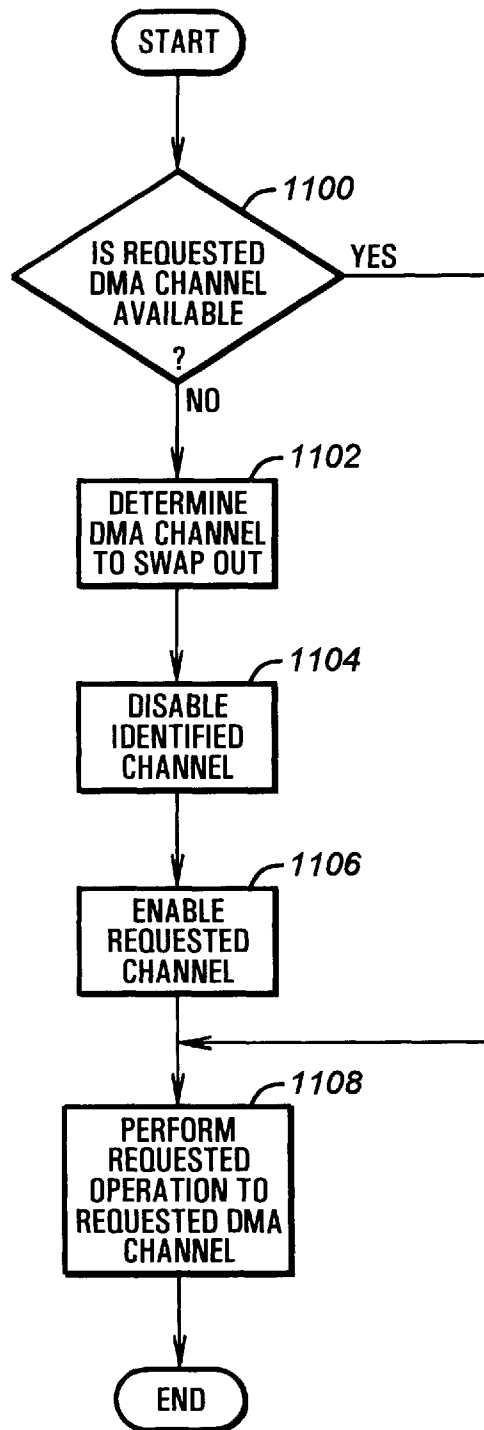 START
1100
IS REQUESTED
DMA CHANNEL
AVAILABLE
?
YES
NO
1102
DETERMINE
DMA CHANNEL
TO SWAP OUT
1104
DISABLE
IDENTIFIED
CHANNEL
1106
ENABLE
REQUESTED
CHANNEL
1108
PERFORM
REQUESTED
OPERATION TO
REQUESTED DMA
CHANNEL
END